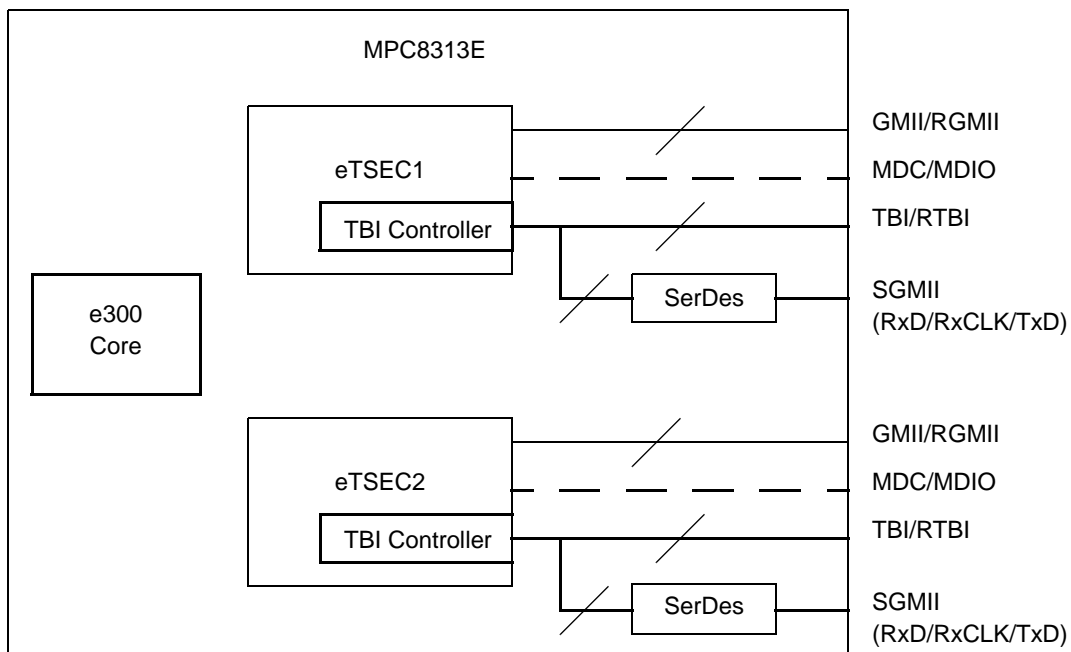 MPC8313E
GMII/RGMII
eTSEC1
MDC/MDIO
TBI Controller
TBI/RTBI
SerDes
SGMII
(RxD/RxCLK/TxD)
e300
Core
GMII/RGMII
eTSEC2
MDC/MDIO
TBI Controller
TBI/RTBI
SerDes
SGMII
(RxD/RxCLK/TxD)